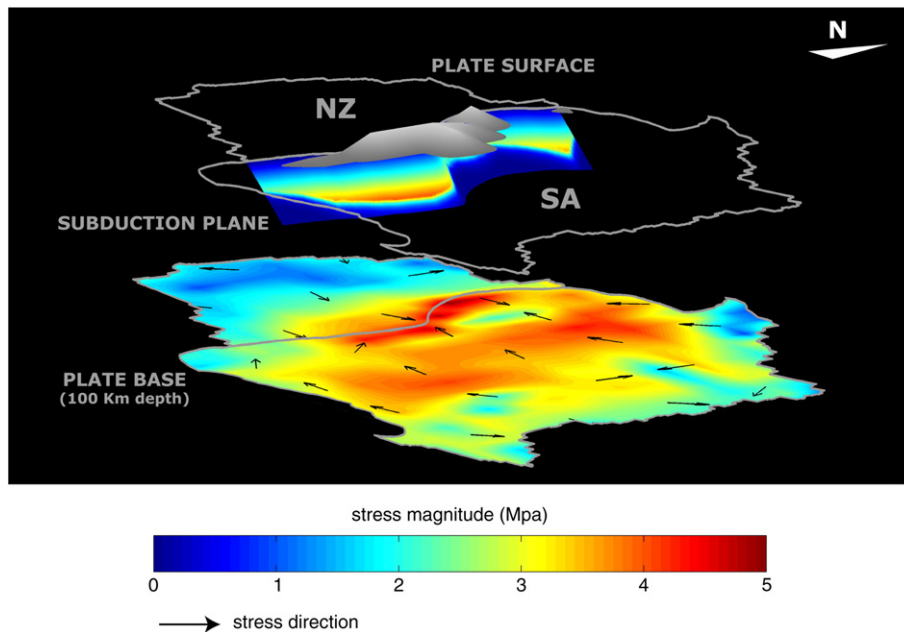 N
PLATE SURFACE
NZ
SA
SUBDUCTION PLANE
PLATE BASE
(100 Km depth)
stress magnitude (Mpa)
0 1 2 3 4 5
stress direction